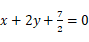 x + 2y + 7/2 = 0